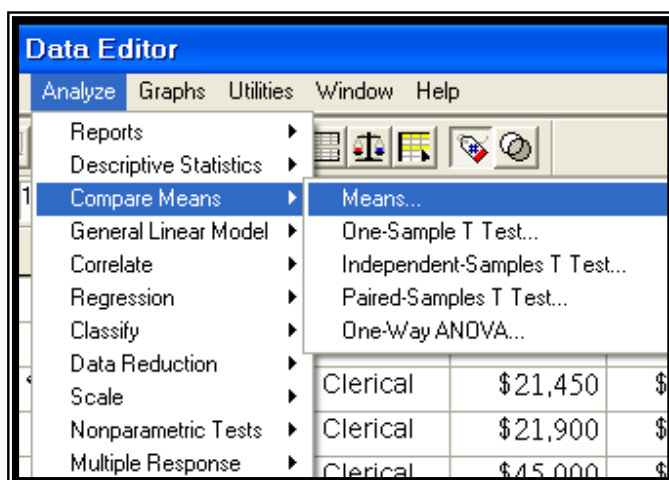 Data Editor
Analyze Graphs Utilities Window Help
Reports
Descriptive Statistics
1
Compare Means
Means...
General Linear Model
One-Sample T Test...
Correlate
Independent-Samples T Test...
Regression
Paired-Samples T Test...
Classify
One-Way ANOVA...
Data Reduction
Scale
Clerical $21,450 $
Nonparametric Tests
Clerical $21,900 $
Multiple Response
Clerical $45,000 $